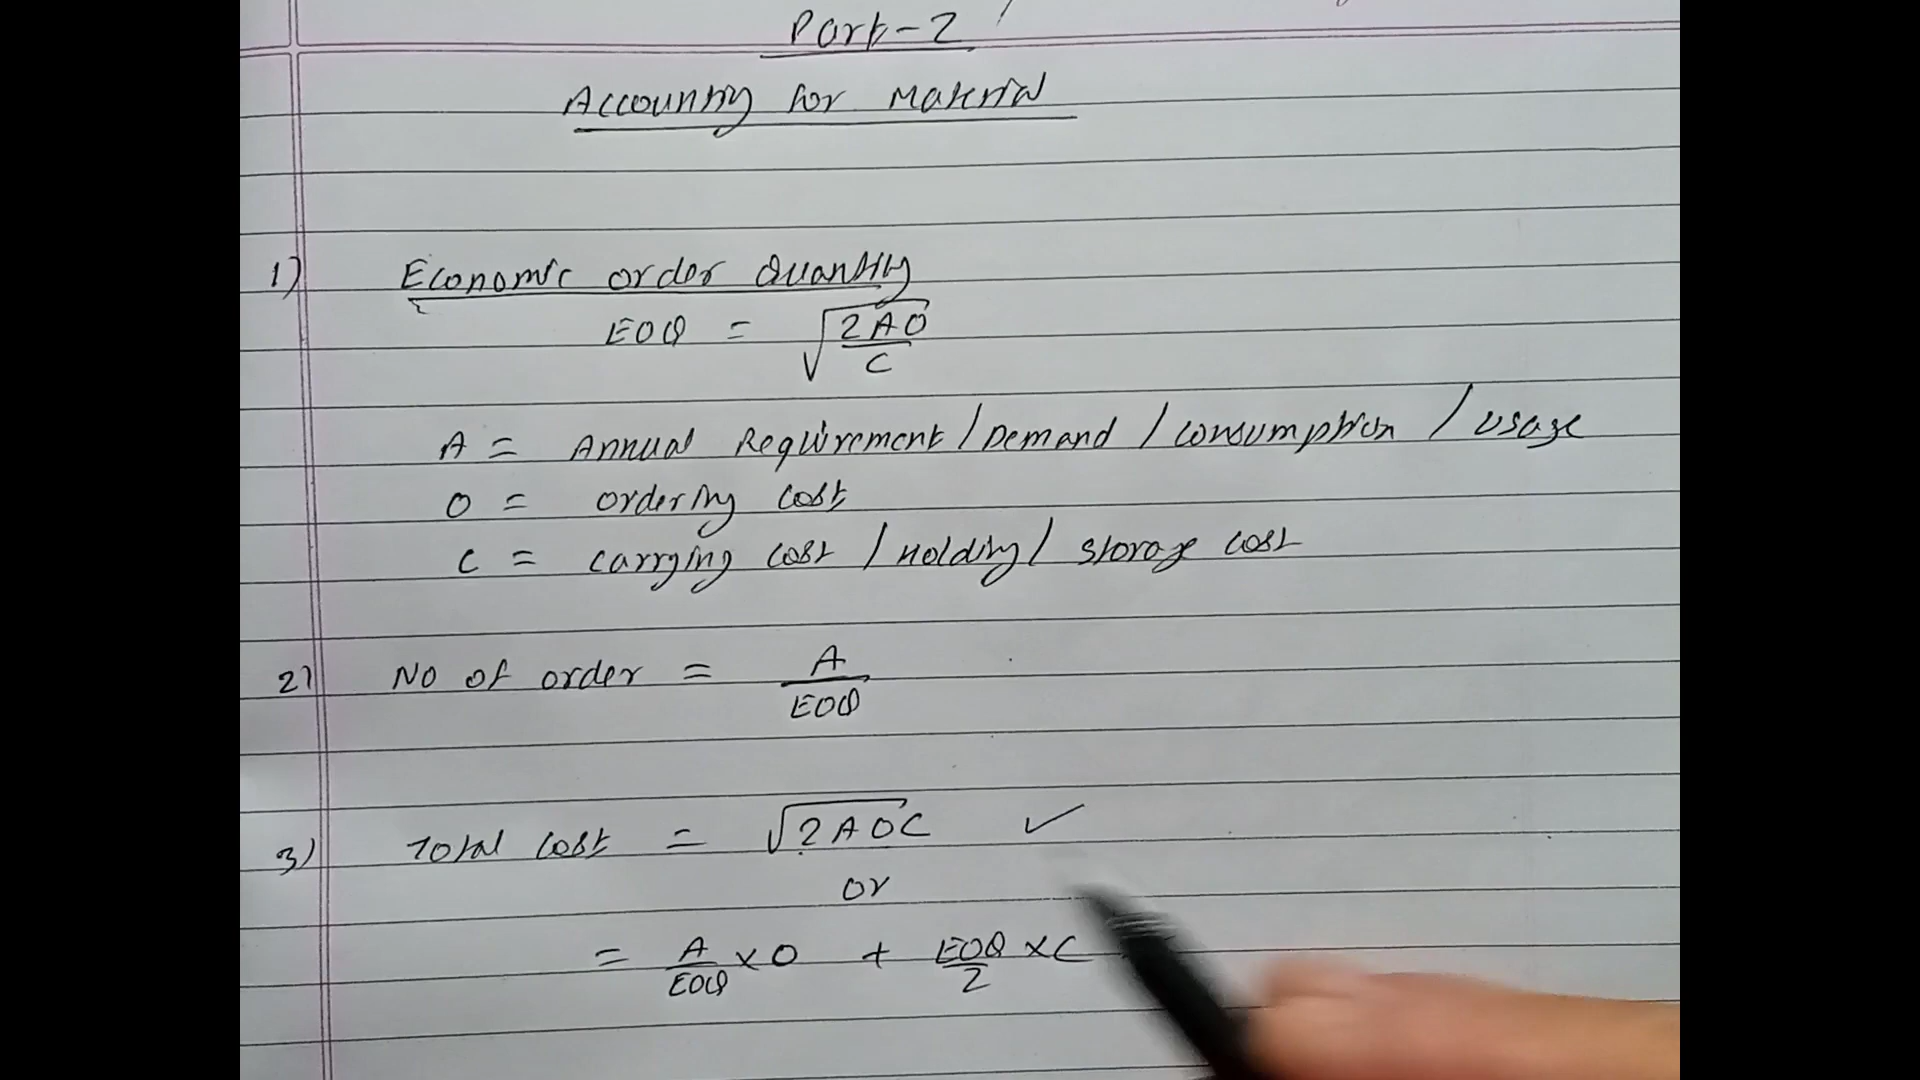 Part-2
Accounting for Material
1) Economic order Quantity
EOQ = √2AO/C
A = Annual Requirement / Demand / consumption / usage
O = ordering cost
C = carrying cost / Holding / storage cost
2) No of order = A/EOQ
3) Total cost = √2AOC ✓
or
= A/EOQ × O + EOQ/2 × C